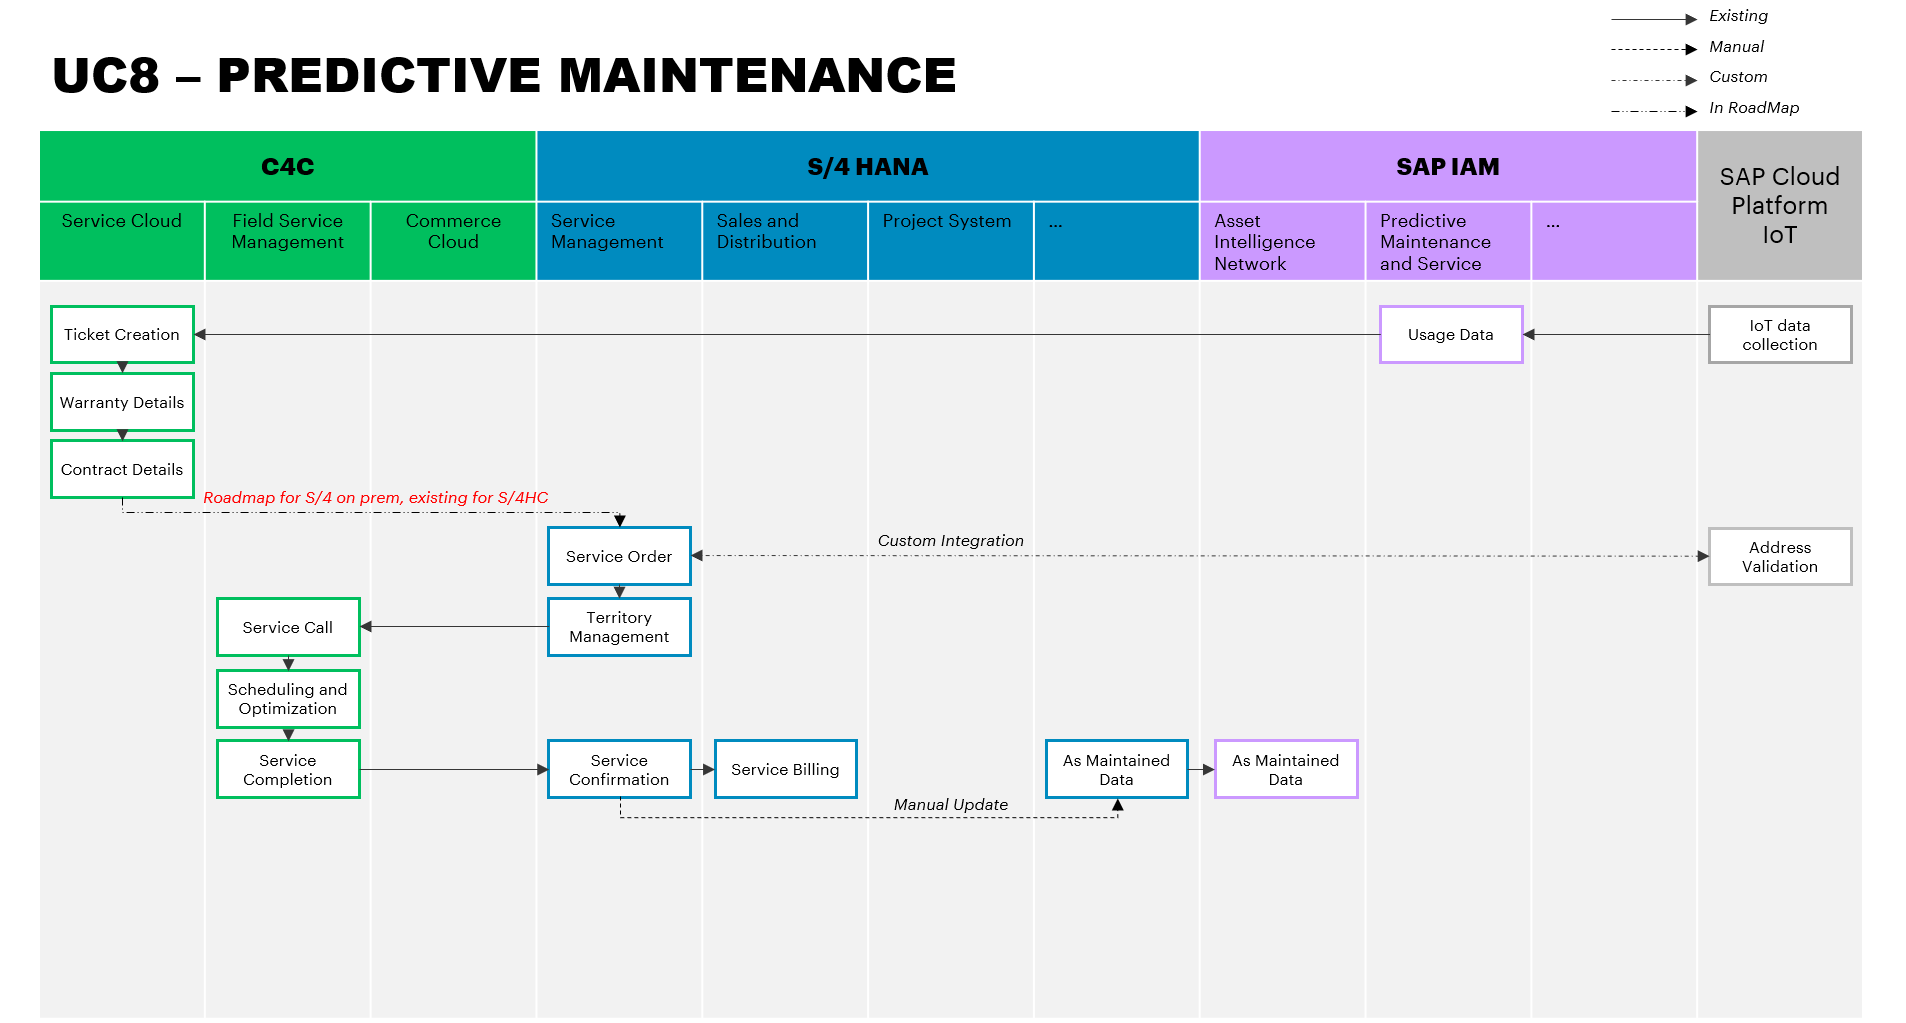 Existing
Manual
Custom
In RoadMap
UC8 – PREDICTIVE MAINTENANCE
C4C
S/4 HANA
SAP IAM
SAP Cloud
Platform
IoT
Service Cloud
Field Service
Management
Commerce
Cloud
Service
Management
Sales and
Distribution
Project System
...
Asset
Intelligence
Network
Predictive
Maintenance
and Service
...
Ticket Creation
Usage Data
IoT data
collection
Warranty Details
Contract Details
Roadmap for S/4 on prem, existing for S/4HC
Service Order
Custom Integration
Address
Validation
Service Call
Territory
Management
Scheduling and
Optimization
Service
Completion
Service
Confirmation
Service Billing
As Maintained
Data
As Maintained
Data
Manual Update